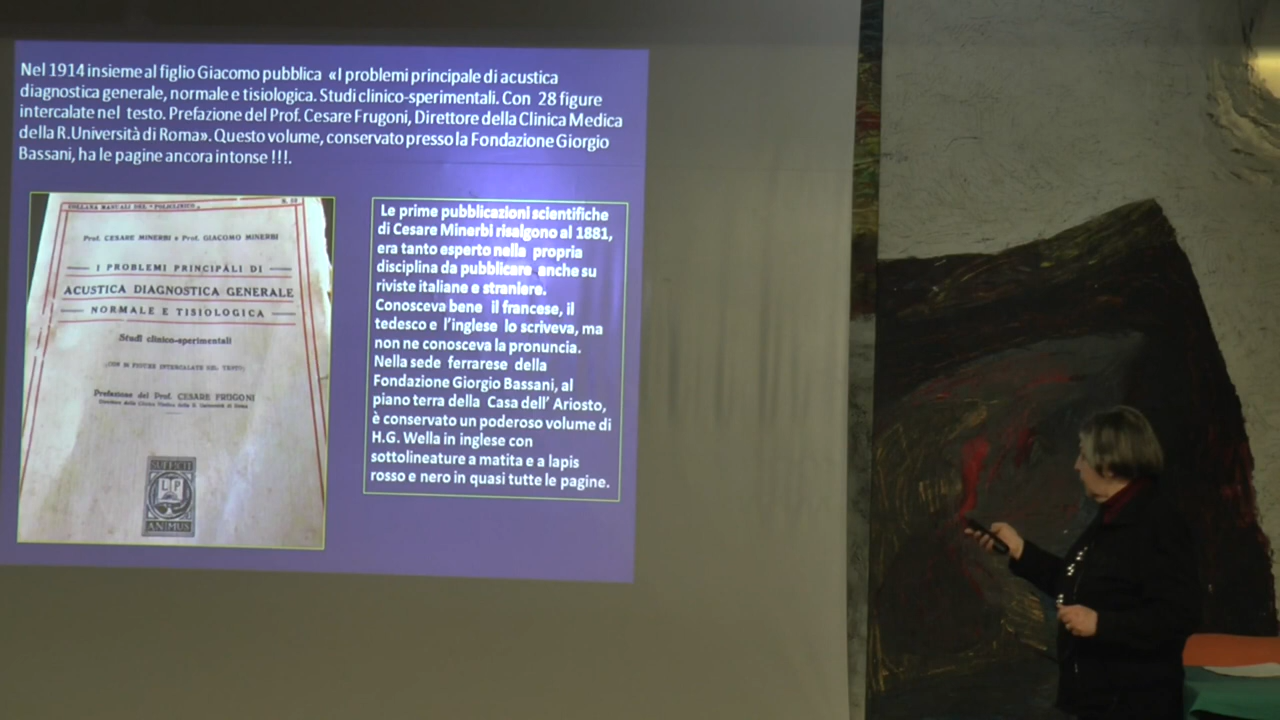 Nel 1914 insieme al figlio Giacomo pubblica «I problemi principale di acustica
diagnostica generale, normale e tisiologica. Studi clinico-sperimentali. Con 28 figure
intercalate nel testo. Prefazione del Prof. Cesare Frugoni, Direttore della Clinica Medica
della R.Università di Roma». Questo volume, conservato presso la Fondazione Giorgio
Bassani, ha le pagine ancora intonse !!!.
COLLANA MANUALI DEL "POLICLINICO"
Prof. CESARE MINERBI e Prof. GIACOMO MINERBI
I PROBLEMI PRINCIPALI DI
ACUSTICA DIAGNOSTICA GENERALE
NORMALE E TISIOLOGICA
Studi clinico-sperimentali
(CON 28 FIGURE INTERCALATE NEL TESTO)
Prefazione del Prof. CESARE FRUGONI
SUFFICIT
L P
ANIMUS
Le prime pubblicazioni scientifiche
di Cesare Minerbi risalgono al 1881,
era tanto esperto nella propria
disciplina da pubblicare anche su
riviste italiane e straniere.
Conosceva bene il francese, il
tedesco e l'inglese lo scriveva, ma
non ne conosceva la pronuncia.
Nella sede ferrarese della
Fondazione Giorgio Bassani, al
piano terra della Casa dell' Ariosto,
è conservato un poderoso volume di
H.G. Wella in inglese con
sottolineature a matita e a lapis
rosso e nero in quasi tutte le pagine.